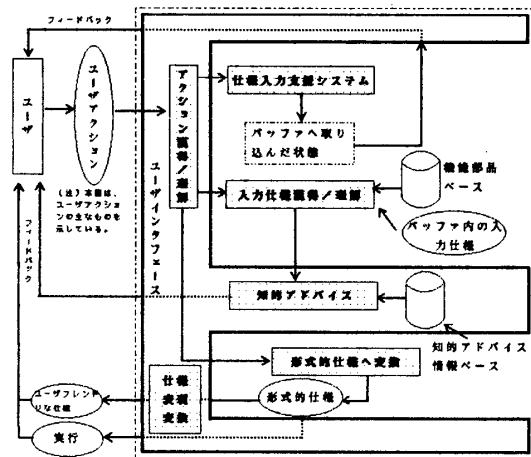 フィードバック
ユーザ
ユーザアクション
アクション獲得/理解
ユーザインタフェース
仕様入力支援システム
バッファへ取り
込んだ状態
機能部品
ベース
入力仕様獲得/理解
バッファ内の入
力仕様
(注)本図は、
ユーザアクショ
ンの主なものを
示している。
フィードバック
知的アドバイス
知的アドバイス
情報ベース
形式的仕様へ変換
仕様
表現
変換
形式的仕様
ユーザフレンド
リな仕様
実行